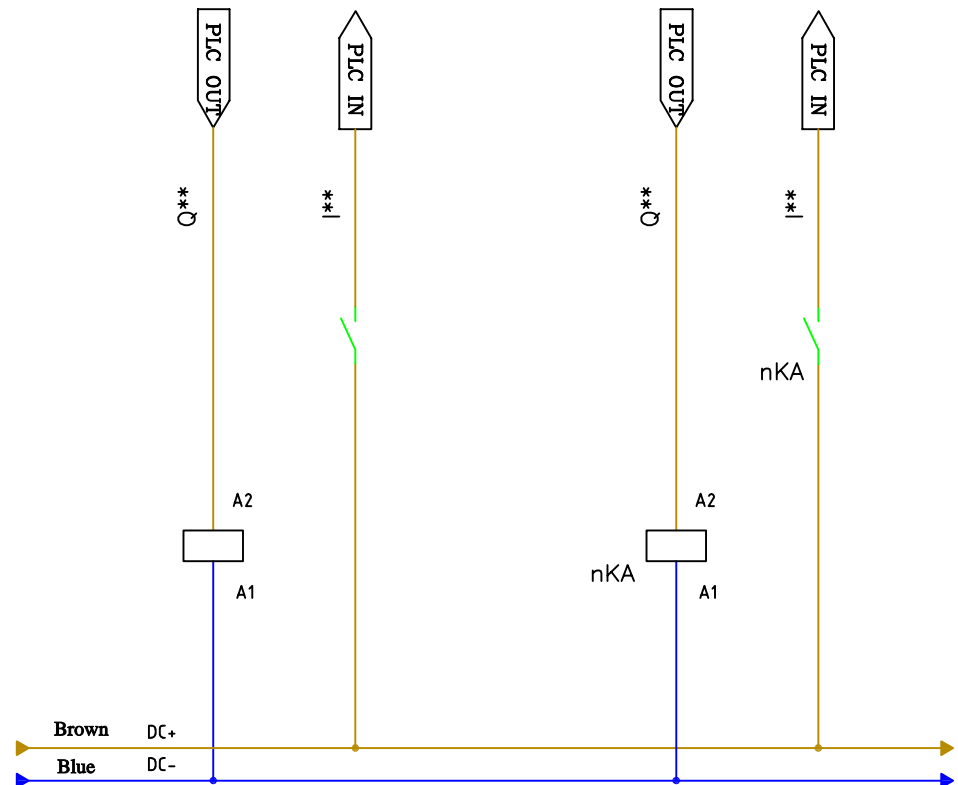 PLC OUT
PLC IN
PLC OUT
PLC IN
**Q
**I
**Q
**I
nKA
A2
A2
nKA
A1
A1
Brown DC+
Blue DC-